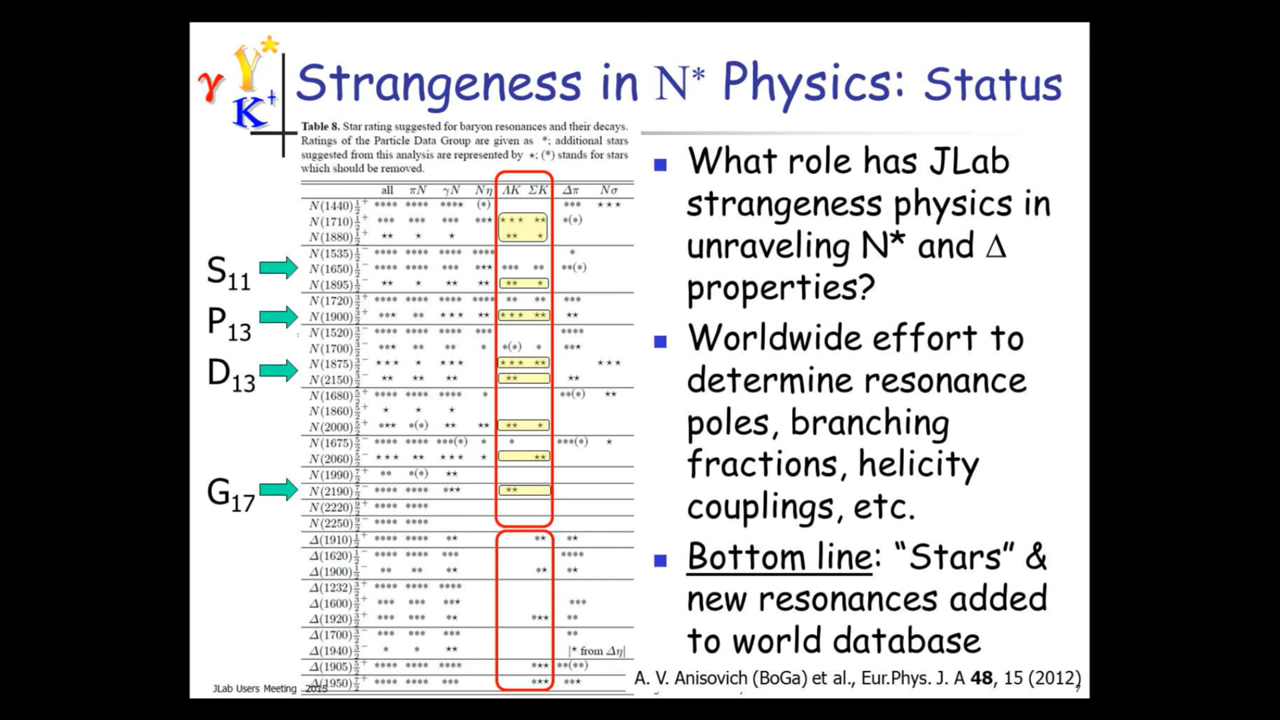 γ Y* K⁺
Strangeness in N* Physics: Status
Table 8. Star rating suggested for baryon resonances and their decays.
Ratings of the Particle Data Group are given as *; additional stars
suggested from this analysis are represented by ⋆; (*) stands for stars
which should be removed.
all πN γN Nη ΛK ΣK Δπ Nσ
N(1440)½⁺ **** **** ***⋆ (*) *** ⋆⋆⋆
N(1710)½⁺ *** *** *** **⋆ ⋆⋆⋆ ⋆⋆ *(*)
N(1880)½⁺ ⋆⋆ ⋆ ⋆ ⋆⋆ ⋆
N(1535)½⁻ **** **** **** **** *
S₁₁
N(1650)½⁻ **** **** *** **⋆ *** ** **(*)
N(1895)½⁻ ⋆⋆ ⋆ ⋆⋆ ⋆⋆ ⋆⋆ ⋆
N(1720)3/2⁺ **** **** **** **** ** ** ***
P₁₃
N(1900)3/2⁺ **⋆ ** ⋆⋆⋆ ⋆⋆ ⋆⋆⋆ ⋆⋆ ⋆⋆
N(1520)3/2⁻ **** **** **** *** ****
N(1700)3/2⁻ **⋆ ** ** * *(*) * ***
N(1875)3/2⁻ ⋆⋆⋆ ⋆ ⋆⋆⋆ ⋆⋆⋆ ⋆⋆ ⋆⋆⋆
D₁₃
N(2150)3/2⁻ ⋆⋆ ⋆⋆ ⋆⋆ ⋆⋆ ⋆⋆
N(1680)5/2⁺ **** **** **** * **(*) ⋆⋆
N(1860)5/2⁺ ⋆ ⋆ ⋆
N(2000)5/2⁺ **⋆ *(*) ⋆⋆ ⋆⋆ ⋆⋆ ⋆
N(1675)5/2⁻ **** **** ***(*) * * ***(*) ⋆
N(2060)5/2⁻ ⋆⋆⋆ ⋆⋆ ⋆⋆⋆ ⋆ ⋆⋆
N(1990)7/2⁺ ** *(*) ⋆⋆
G₁₇
N(2190)7/2⁻ **** **** **⋆ ⋆⋆
N(2220)9/2⁺ **** ****
N(2250)9/2⁻ **** ****
Δ(1910)½⁺ **** **** *⋆ *⋆ *⋆
Δ(1620)½⁻ **** **** *** ****
Δ(1900)½⁻ ** ** *⋆ *⋆ *⋆
Δ(1232)3/2⁺ **** **** ****
Δ(1600)3/2⁺ *** *** **⋆ ***
Δ(1920)3/2⁺ *** *** *⋆ **⋆ **
Δ(1700)3/2⁻ *** *** *** **
Δ(1940)3/2⁻ * * ⋆⋆ |⋆ from Δη|
Δ(1905)5/2⁺ **** **** **** **⋆ **(**)
Δ(1950)7/2⁺ **** **** *** **⋆ ***
■ What role has JLab
strangeness physics in
unraveling N* and Δ
properties?
■ Worldwide effort to
determine resonance
poles, branching
fractions, helicity
couplings, etc.
■ Bottom line: “Stars” &
new resonances added
to world database
A. V. Anisovich (BoGa) et al., Eur.Phys. J. A 48, 15 (2012)
JLab Users Meeting 2015